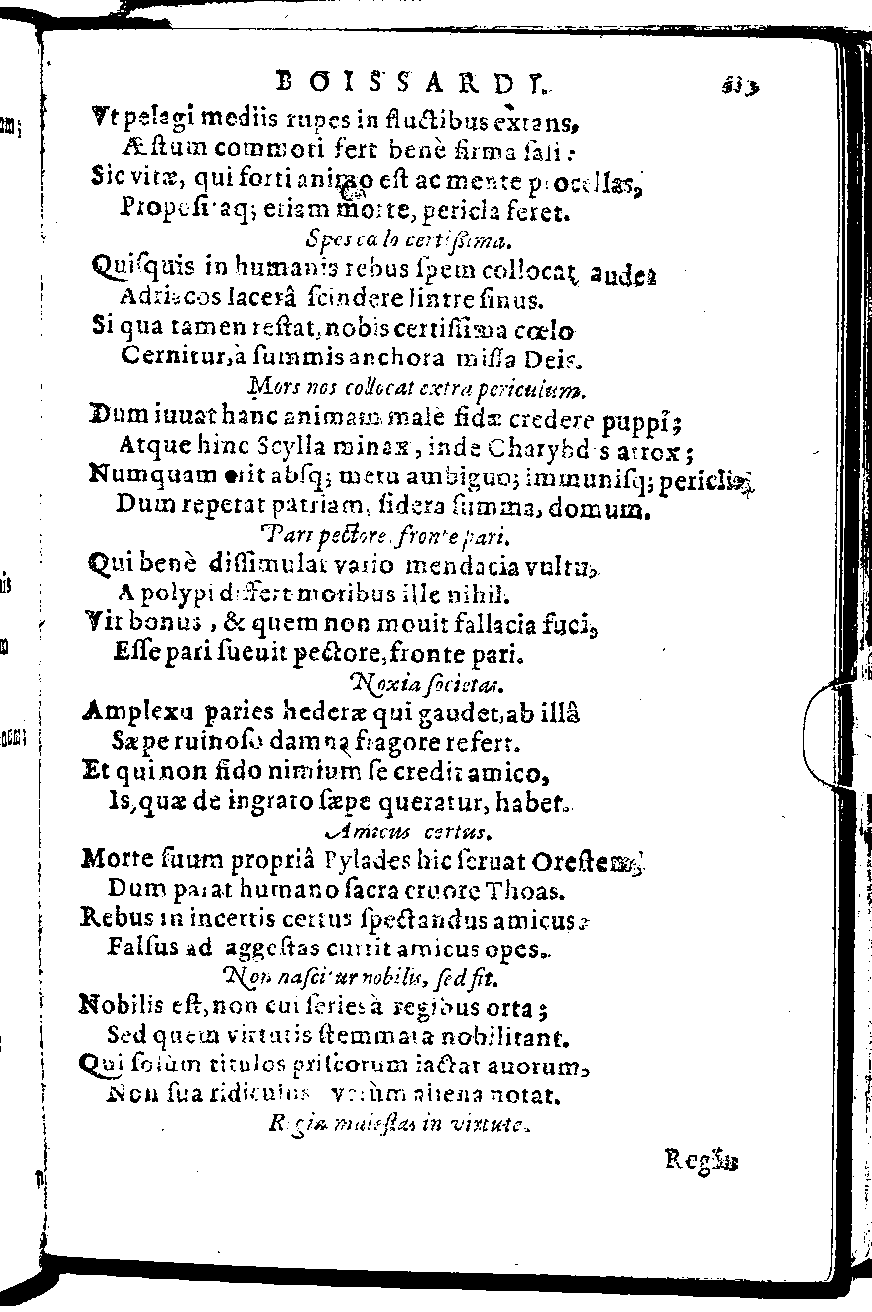 BOISSARDI.
Vt pelagi mediis rupes in fluctibus extans,
Æſtum commoti fert benè firma ſali:
Sic vitæ, qui forti animo eſt ac mente procellas,
Propoſitaq; etiam morte, pericla feret.
Spes cælo certiſſima.
Quiſquis in humanis rebus ſpem collocat, audet
Adriacos lacerâ ſcindere lintre ſinus.
Si qua tamen reſtat, nobis certiſſima cœlo
Cernitur, à ſummis anchora miſſa Deis.
Mors nos collocat extra periculum.
Dum iuuat hanc animam malè fidæ credere puppi;
Atque hinc Scylla minax, inde Charybdis atrox;
Numquam erit abſq; metu ambiguo; immuniſq; pericli;
Dum repetat patriam, ſidera ſumma, domum.
Pari pectore, fronte pari.
Qui benè diſſimulat vario mendacia vultu,
A polypi differt moribus ille nihil.
Vir bonus, & quem non mouit fallacia fuci,
Eſſe pari ſueuit pectore, fronte pari.
Noxia ſocietas.
Amplexu paries hederæ qui gaudet, ab illâ
Sæpe ruinoſo damna fragore refert.
Et qui non fido nimium ſe credit amico,
Is, quæ de ingrato ſæpe queratur, habet.
Amicus certus.
Morte ſuum propriâ Pylades hic ſeruat Oreſtem,
Dum parat humano ſacra cruore Thoas.
Rebus in incertis certus ſpectandus amicus:
Falſus ad aggeſtas currit amicus opes.
Non naſcitur nobilis, ſed fit.
Nobilis eſt, non cui ſeries à regibus orta;
Sed quem virtutis ſtemmata nobilitant.
Qui ſolùm titulos priſcorum iactat auorum,
Non ſua ridiculus verùm aliena notat.
Regia maieſtas in virtute.